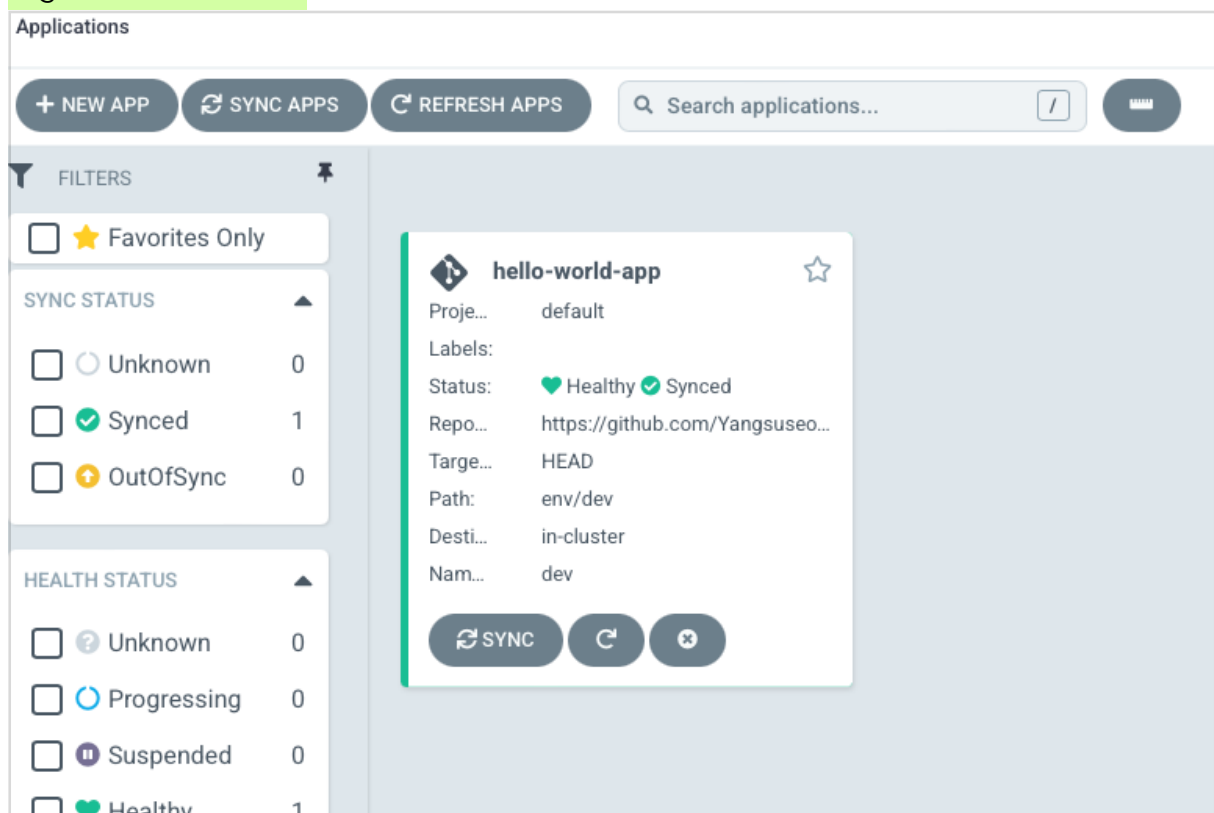 Applications
+ NEW APP SYNC APPS REFRESH APPS Search applications... /
FILTERS
Favorites Only
SYNC STATUS
Unknown 0
Synced 1
OutOfSync 0
HEALTH STATUS
Unknown 0
Progressing 0
Suspended 0
Healthy 1
hello-world-app
Proje... default
Labels:
Status: Healthy Synced
Repo... https://github.com/Yangsuseo...
Targe... HEAD
Path: env/dev
Desti... in-cluster
Nam... dev
SYNC